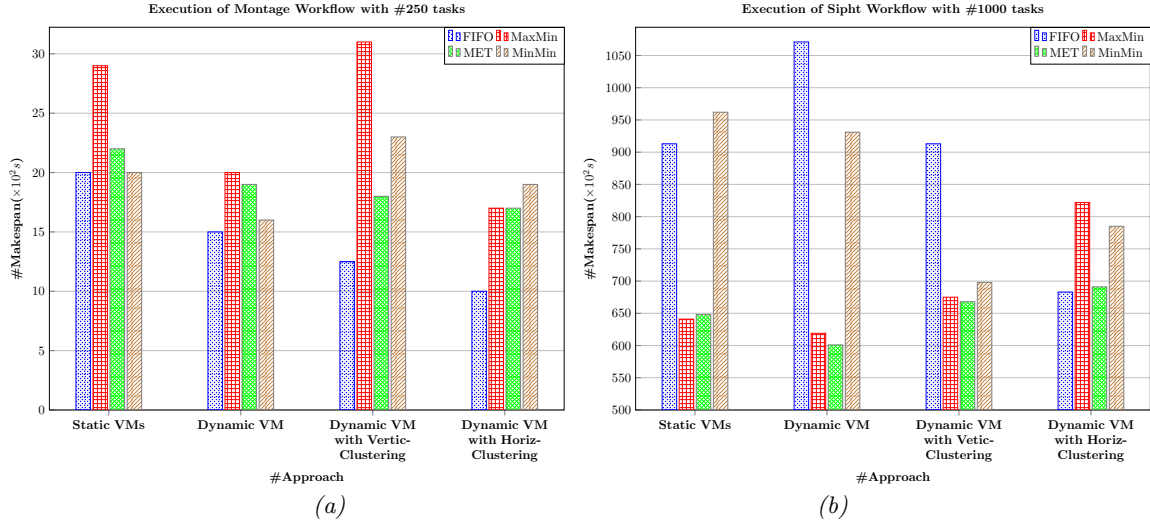 Execution of Montage Workflow with #250 tasks
FIFO MaxMin
MET MinMin
#Makespan(×10²s)
30
25
20
15
10
5
0
Static VMs
Dynamic VM
Dynamic VM
with Vertic-
Clustering
Dynamic VM
with Horiz-
Clustering
#Approach
(a)
Execution of Sipht Workflow with #1000 tasks
FIFO MaxMin
MET MinMin
#Makespan(×10²s)
1050
1000
950
900
850
800
750
700
650
600
550
500
Static VMs
Dynamic VM
Dynamic VM
with Vetic-
Clustering
Dynamic VM
with Horiz-
Clustering
#Approach
(b)